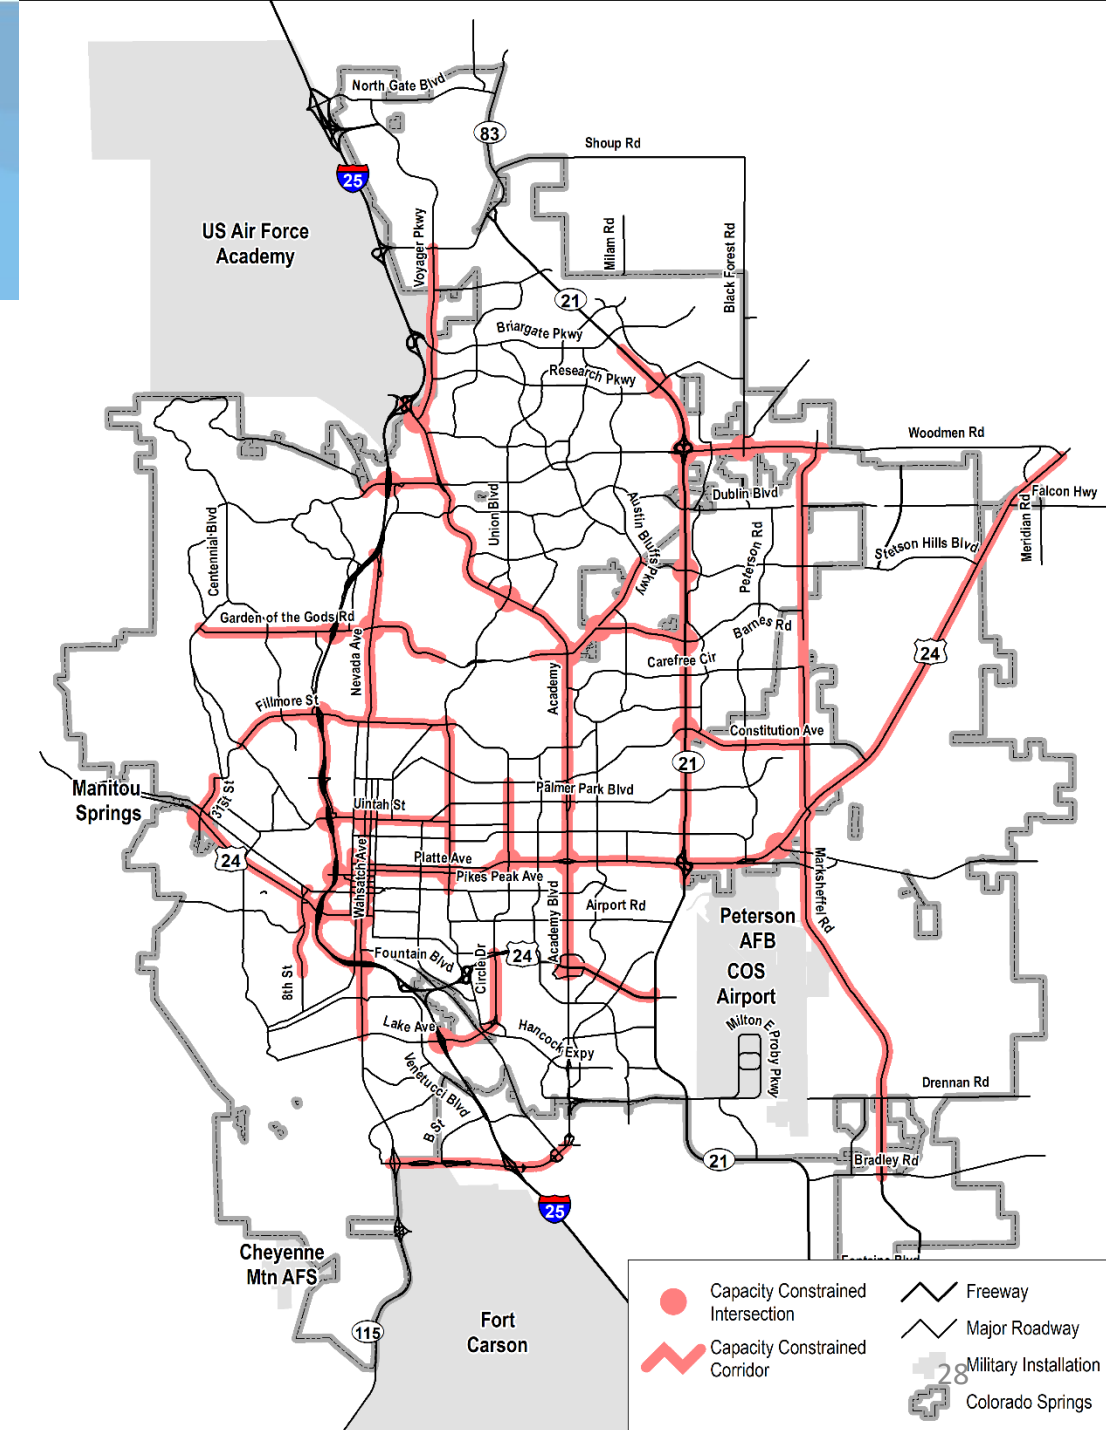 North Gate Blvd
83
Shoup Rd
25
US Air Force
Academy
Voyager Pkwy
Milam Rd
Black Forest Rd
21
Briargate Pkwy
Research Pkwy
Woodmen Rd
Falcon Hwy
Dublin Blvd
Union Blvd
Austin Bluffs Pkwy
Meridian Rd
Centennial Blvd
Peterson Rd
Stetson Hills Blvd
Garden of the Gods Rd
Barnes Rd
Nevada Ave
Carefree Cir
24
Academy
Fillmore St
Constitution Ave
21
Manitou
Springs
31st St
Palmer Park Blvd
Uintah St
24
Platte Ave
Pikes Peak Ave
Wahsatch Ave
Marksheffel Rd
Airport Rd
Academy Blvd
Peterson
AFB
COS
Airport
Fountain Blvd
24
Circle Dr
8th St
Lake Ave
Hancock Expy
Milton E Proby Pkwy
Venetucci Blvd
Drennan Rd
B St
21
Bradley Rd
25
Cheyenne
Mtn AFS
Fort
Carson
115
Capacity Constrained
Intersection
Capacity Constrained
Corridor
Freeway
Major Roadway
Military Installation
28
Colorado Springs